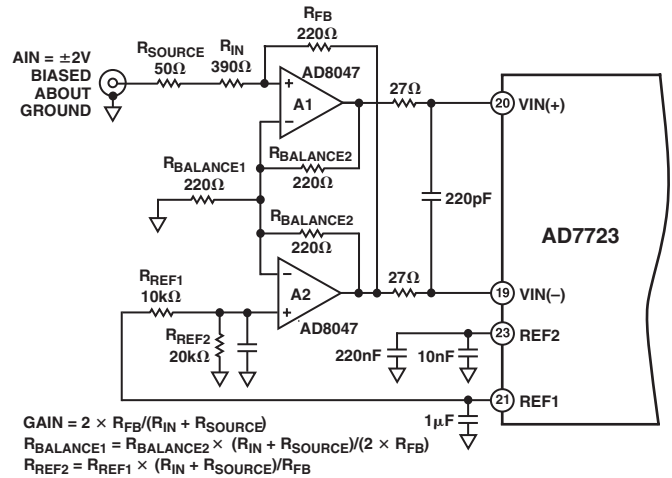 AIN = ±2V
BIASED
ABOUT
GROUND
RSOURCE
50Ω
RIN
390Ω
RFB
220Ω
AD8047
+
A1
–
27Ω
20
VIN(+)
RBALANCE1
220Ω
RBALANCE2
220Ω
220pF
AD7723
RBALANCE2
220Ω
–
A2
+
AD8047
27Ω
19
VIN(–)
RREF1
10kΩ
RREF2
20kΩ
220nF
10nF
23
REF2
21
REF1
1μF
GAIN = 2 × RFB/(RIN + RSOURCE)
RBALANCE1 = RBALANCE2 × (RIN + RSOURCE)/(2 × RFB)
RREF2 = RREF1 × (RIN + RSOURCE)/RFB